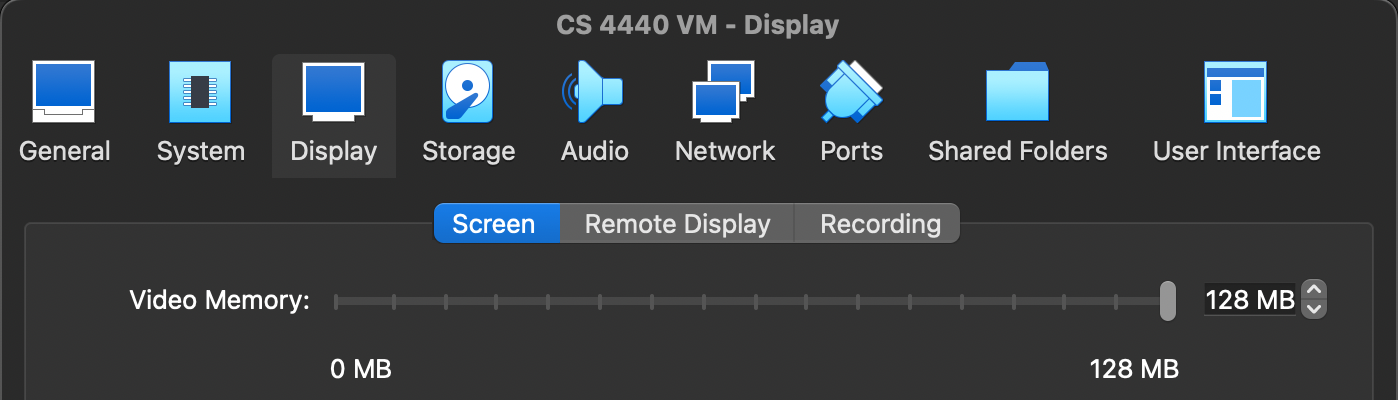 CS 4440 VM - Display
General System Display Storage Audio Network Ports Shared Folders User Interface
Screen Remote Display Recording
Video Memory: 128 MB
0 MB 128 MB